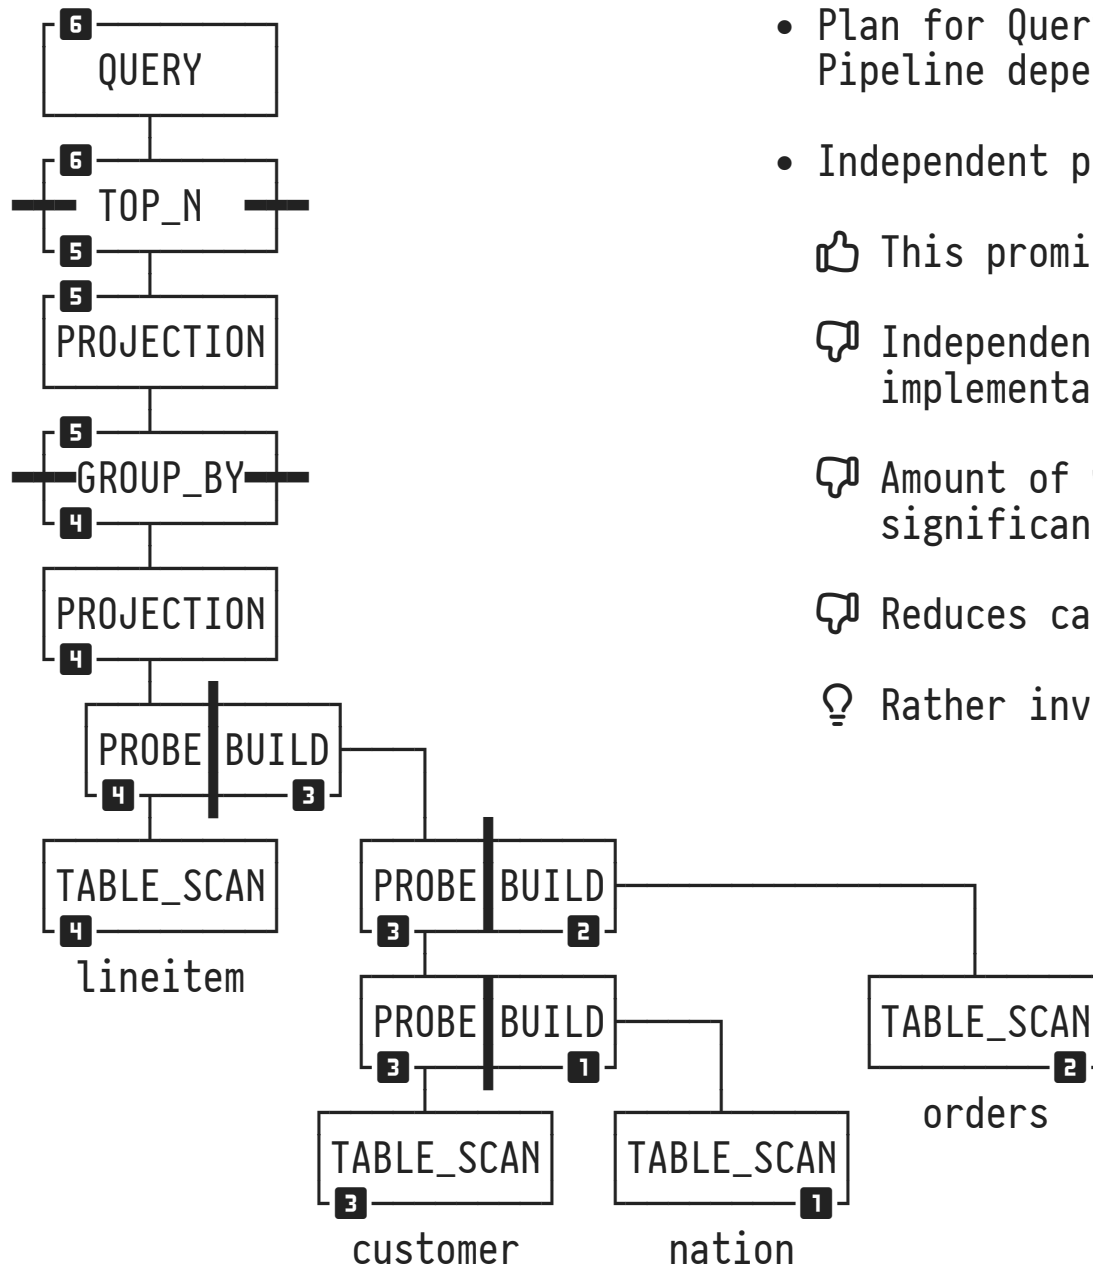 6
QUERY
6
TOP_N
5
5
PROJECTION
5
GROUP_BY
4
PROJECTION
4
PROBE BUILD
4 3
TABLE_SCAN
4
lineitem
PROBE BUILD
3 2
PROBE BUILD
3 1
TABLE_SCAN
2
orders
TABLE_SCAN
3
customer
TABLE_SCAN
1
nation
• Plan for Quer
Pipeline depe
• Independent p
This promi
Independen
implementa
Amount of
significan
Reduces ca
Rather inv